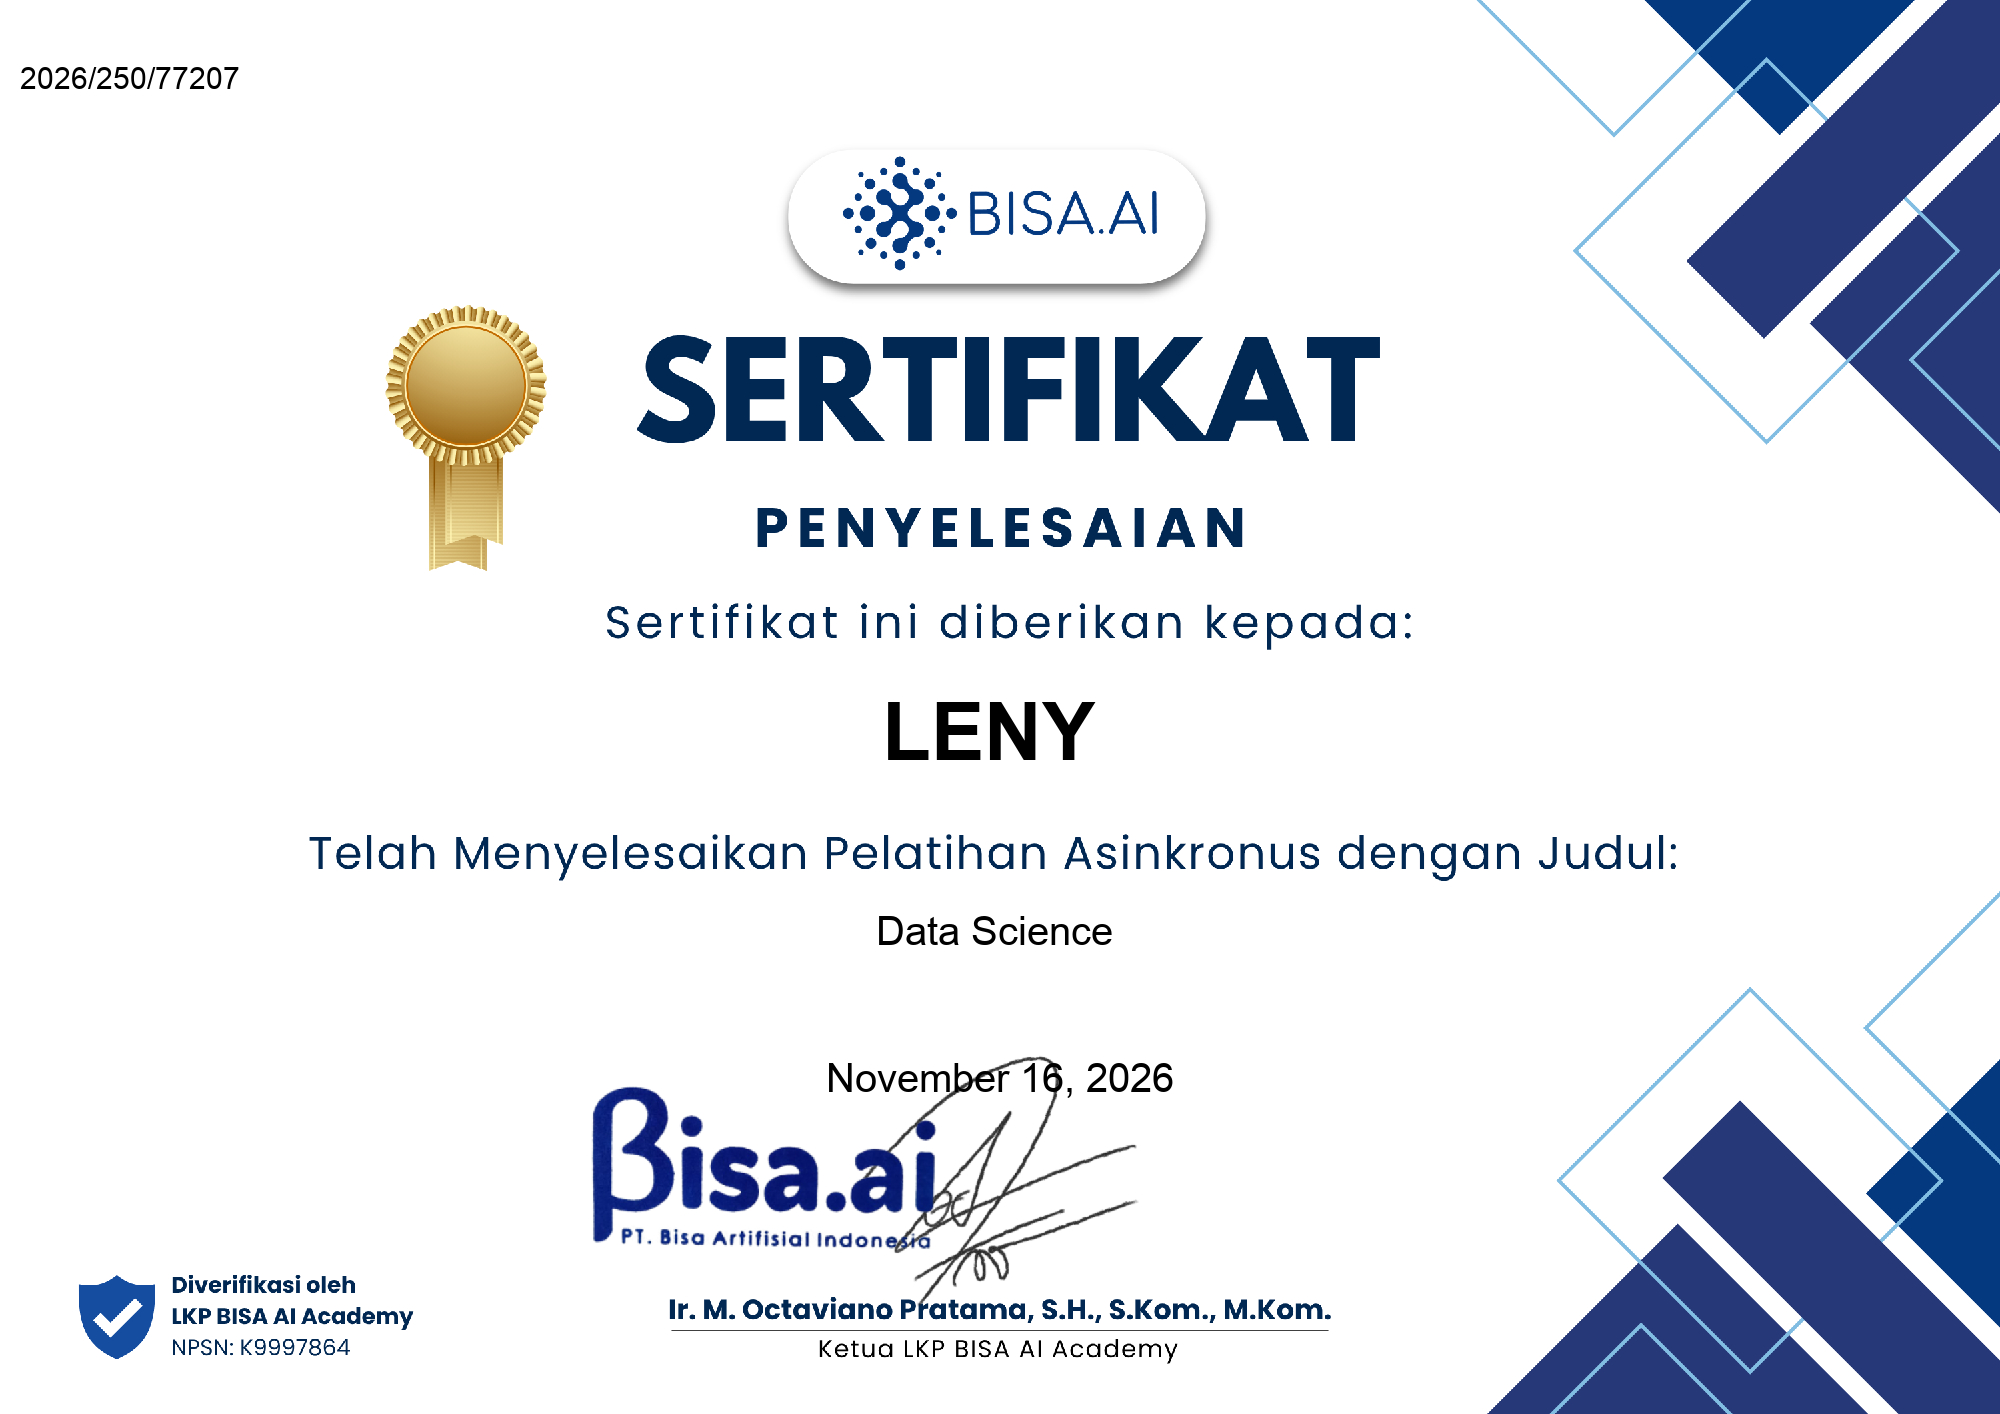 2026/250/77207
BISA.AI
SERTIFIKAT
PENYELESAIAN
Sertifikat ini diberikan kepada:
LENY
Telah Menyelesaikan Pelatihan Asinkronus dengan Judul:
Data Science
November 16, 2026
Bisa.ai
PT. Bisa Artifisial Indonesia
Diverifikasi oleh
LKP BISA AI Academy
NPSN: K9997864
Ir. M. Octaviano Pratama, S.H., S.Kom., M.Kom.
Ketua LKP BISA AI Academy